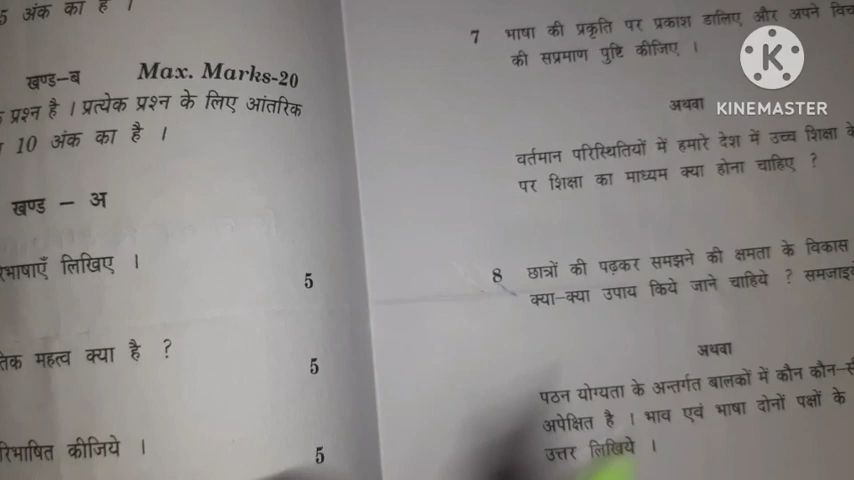 5 अंक का है ।
खण्ड-ब Max. Marks-20
प्रश्न है । प्रत्येक प्रश्न के लिए आंतरिक
10 अंक का है ।
खण्ड - अ
लिखिए ।
5
महत्व क्या है ?
5
कीजिये ।
5
7 भाषा की प्रकृति पर प्रकाश डालिए और अपने
की सप्रमाण पुष्टि कीजिए ।
अथवा
वर्तमान परिस्थितियों में हमारे देश में उच्च शिक्षा के
पर शिक्षा का माध्यम क्या होना चाहिए ?
8 छात्रों की पढ़कर समझने की क्षमता के विकास
क्या-क्या उपाय किये जाने चाहिये ?
अथवा
पठन योग्यता के अन्तर्गत बालकों में कौन
अपेक्षित है । भाव एवं भाषा दोनों पक्षों के
उत्तर लिखिये ।
K
KINEMASTER